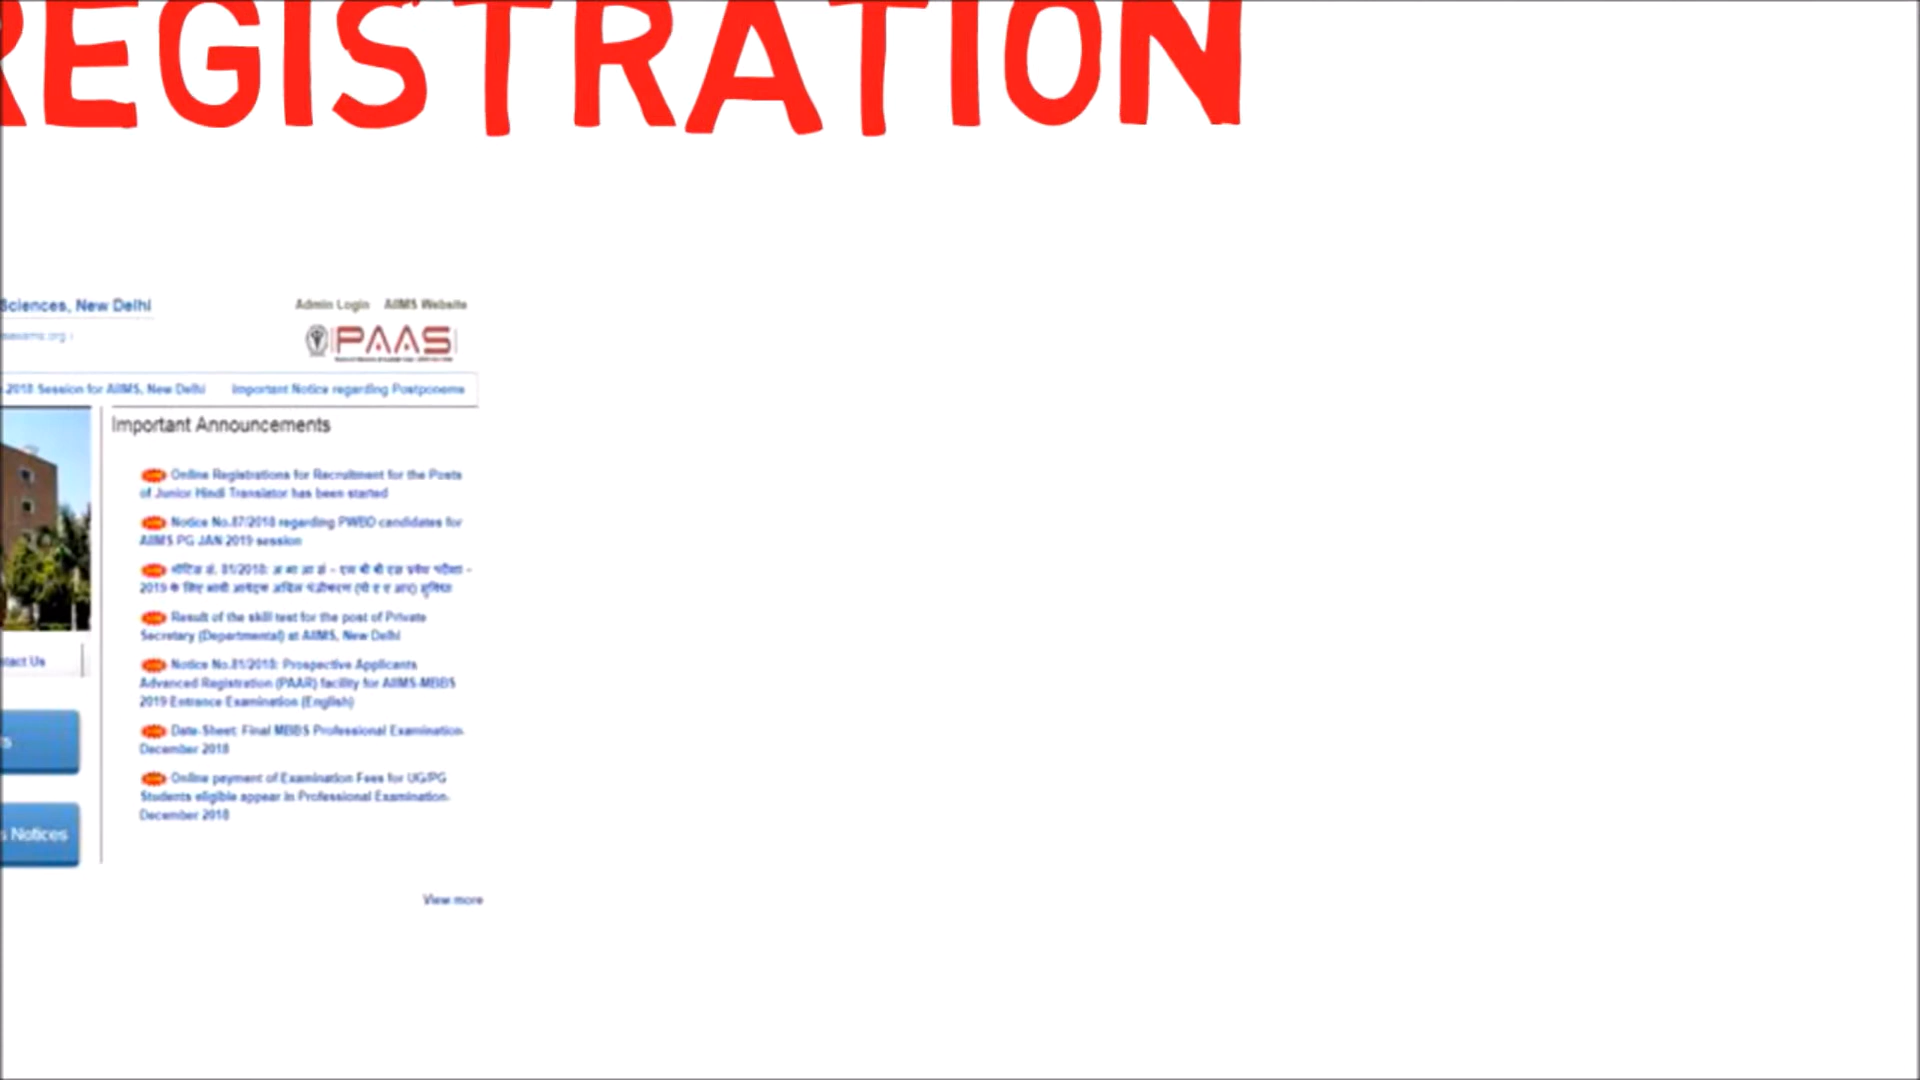 REGISTRATION
Sciences, New Delhi
Admin Login AIIMS Website
PAAS
2018 Session for AIIMS, New Delhi Important Notice regarding Postponeme
Important Announcements
Online Registrations for Recruitment for the Posts
of Junior Hindi Translator has been started
Notice No.87/2018 regarding PWBD candidates for
AIIMS PG JAN 2019 session
2019 के लिए
Result of the skill test for the post of Private
Secretary (Departmental) at AIIMS, New Delhi
Notice No.81/2018: Prospective Applicants
Advanced Registration (PAAR) facility for AIIMS-MBBS
2019 Entrance Examination (English)
tact Us
Date-Sheet: Final MBBS Professional Examination-
December 2018
s
Online payment of Examination Fees for UG/PG
Students eligible appear in Professional Examination-
December 2018
s Notices
View more